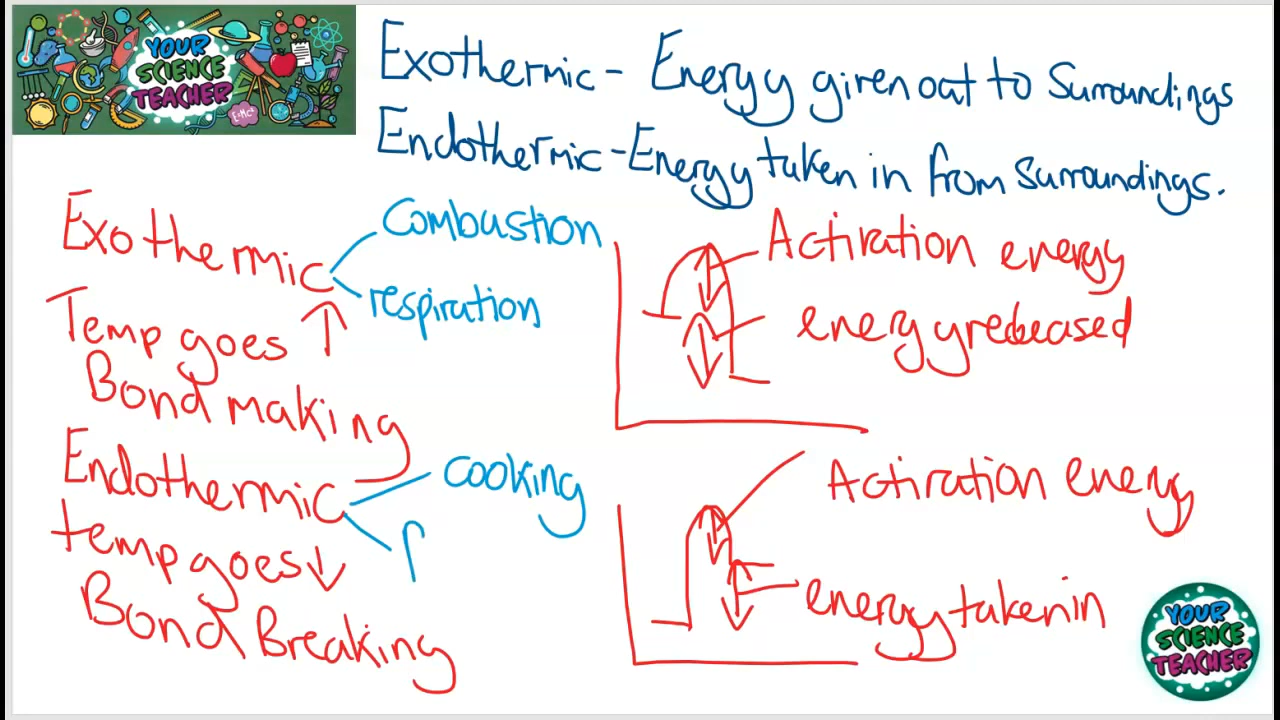 YOUR
SCIENCE
TEACHER
E=MC²
Exothermic - Energy given out to Surroundings
Endothermic - Energy taken in from Surroundings.
Exothermic
Combustion
respiration
Temp goes ↑
Bond making
Activation energy
energy released
Endothermic
cooking
P
temp goes ↓
Bond Breaking
Activation energy
energy taken in
YOUR
SCIENCE
TEACHER